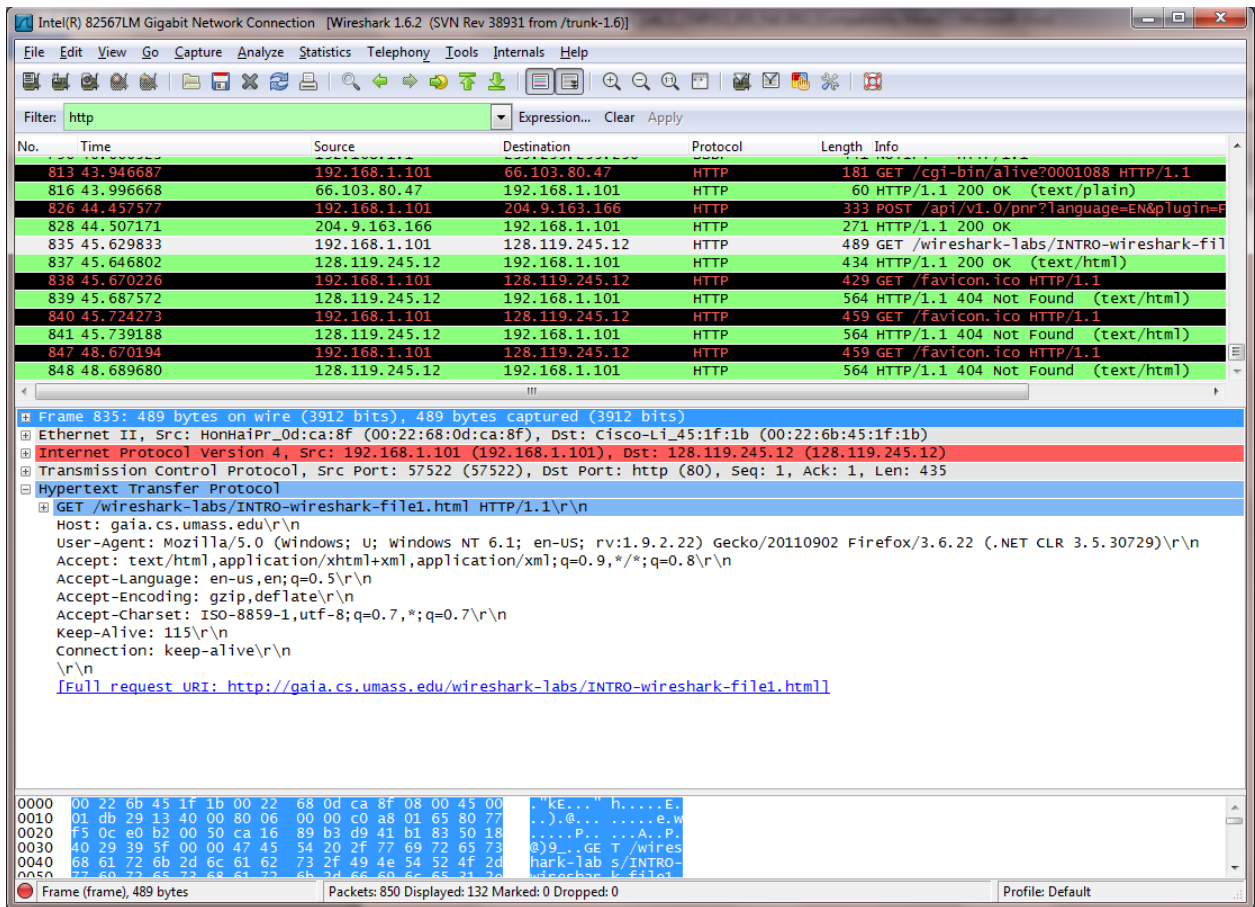 Intel(R) 82567LM Gigabit Network Connection [Wireshark 1.6.2 (SVN Rev 38931 from /trunk-1.6)]
File Edit View Go Capture Analyze Statistics Telephony Tools Internals Help
Filter: http Expression... Clear Apply
No. Time Source Destination Protocol Length Info
813 43.946687 192.168.1.101 66.103.80.47 HTTP 181 GET /cgi-bin/alive?0001088 HTTP/1.1
816 43.996668 66.103.80.47 192.168.1.101 HTTP 60 HTTP/1.1 200 OK (text/plain)
826 44.457577 192.168.1.101 204.9.163.166 HTTP 333 POST /api/v1.0/pnr?language=EN&plugin=F
828 44.507171 204.9.163.166 192.168.1.101 HTTP 271 HTTP/1.1 200 OK
835 45.629833 192.168.1.101 128.119.245.12 HTTP 489 GET /wireshark-labs/INTRO-wireshark-fil
837 45.646802 128.119.245.12 192.168.1.101 HTTP 434 HTTP/1.1 200 OK (text/html)
838 45.670226 192.168.1.101 128.119.245.12 HTTP 429 GET /favicon.ico HTTP/1.1
839 45.687572 128.119.245.12 192.168.1.101 HTTP 564 HTTP/1.1 404 Not Found (text/html)
840 45.724273 192.168.1.101 128.119.245.12 HTTP 459 GET /favicon.ico HTTP/1.1
841 45.739188 128.119.245.12 192.168.1.101 HTTP 564 HTTP/1.1 404 Not Found (text/html)
847 48.670194 192.168.1.101 128.119.245.12 HTTP 459 GET /favicon.ico HTTP/1.1
848 48.689680 128.119.245.12 192.168.1.101 HTTP 564 HTTP/1.1 404 Not Found (text/html)
Frame 835: 489 bytes on wire (3912 bits), 489 bytes captured (3912 bits)
Ethernet II, Src: HonHaiPr_0d:ca:8f (00:22:68:0d:ca:8f), Dst: Cisco-Li_45:1f:1b (00:22:6b:45:1f:1b)
Internet Protocol Version 4, Src: 192.168.1.101 (192.168.1.101), Dst: 128.119.245.12 (128.119.245.12)
Transmission Control Protocol, Src Port: 57522 (57522), Dst Port: http (80), Seq: 1, Ack: 1, Len: 435
Hypertext Transfer Protocol
GET /wireshark-labs/INTRO-wireshark-file1.html HTTP/1.1\r\n
Host: gaia.cs.umass.edu\r\n
User-Agent: Mozilla/5.0 (Windows; U; Windows NT 6.1; en-US; rv:1.9.2.22) Gecko/20110902 Firefox/3.6.22 (.NET CLR 3.5.30729)\r\n
Accept: text/html,application/xhtml+xml,application/xml;q=0.9,*/*;q=0.8\r\n
Accept-Language: en-us,en;q=0.5\r\n
Accept-Encoding: gzip,deflate\r\n
Accept-Charset: ISO-8859-1,utf-8;q=0.7,*;q=0.7\r\n
Keep-Alive: 115\r\n
Connection: keep-alive\r\n
\r\n
[Full request URI: http://gaia.cs.umass.edu/wireshark-labs/INTRO-wireshark-file1.html]
0000 00 22 6b 45 1f 1b 00 22 68 0d ca 8f 08 00 45 00 ."kE..." h.....E.
0010 01 db 29 13 40 00 80 06 00 00 c0 a8 01 65 80 77 ..).@... .....e.w
0020 f5 0c e0 b2 00 50 ca 16 89 b3 d9 41 b1 83 50 18 .....P.. ...A..P.
0030 40 29 39 5f 00 00 47 45 54 20 2f 77 69 72 65 73 @)9_..GE T /wires
0040 68 61 72 6b 2d 6c 61 62 73 2f 49 4e 54 52 4f 2d hark-lab s/INTRO-
0050 77 69 72 65 73 68 61 72 6b 2d 66 69 6c 65 31 2e wireshar k-file1.
Frame (frame), 489 bytes Packets: 850 Displayed: 132 Marked: 0 Dropped: 0 Profile: Default